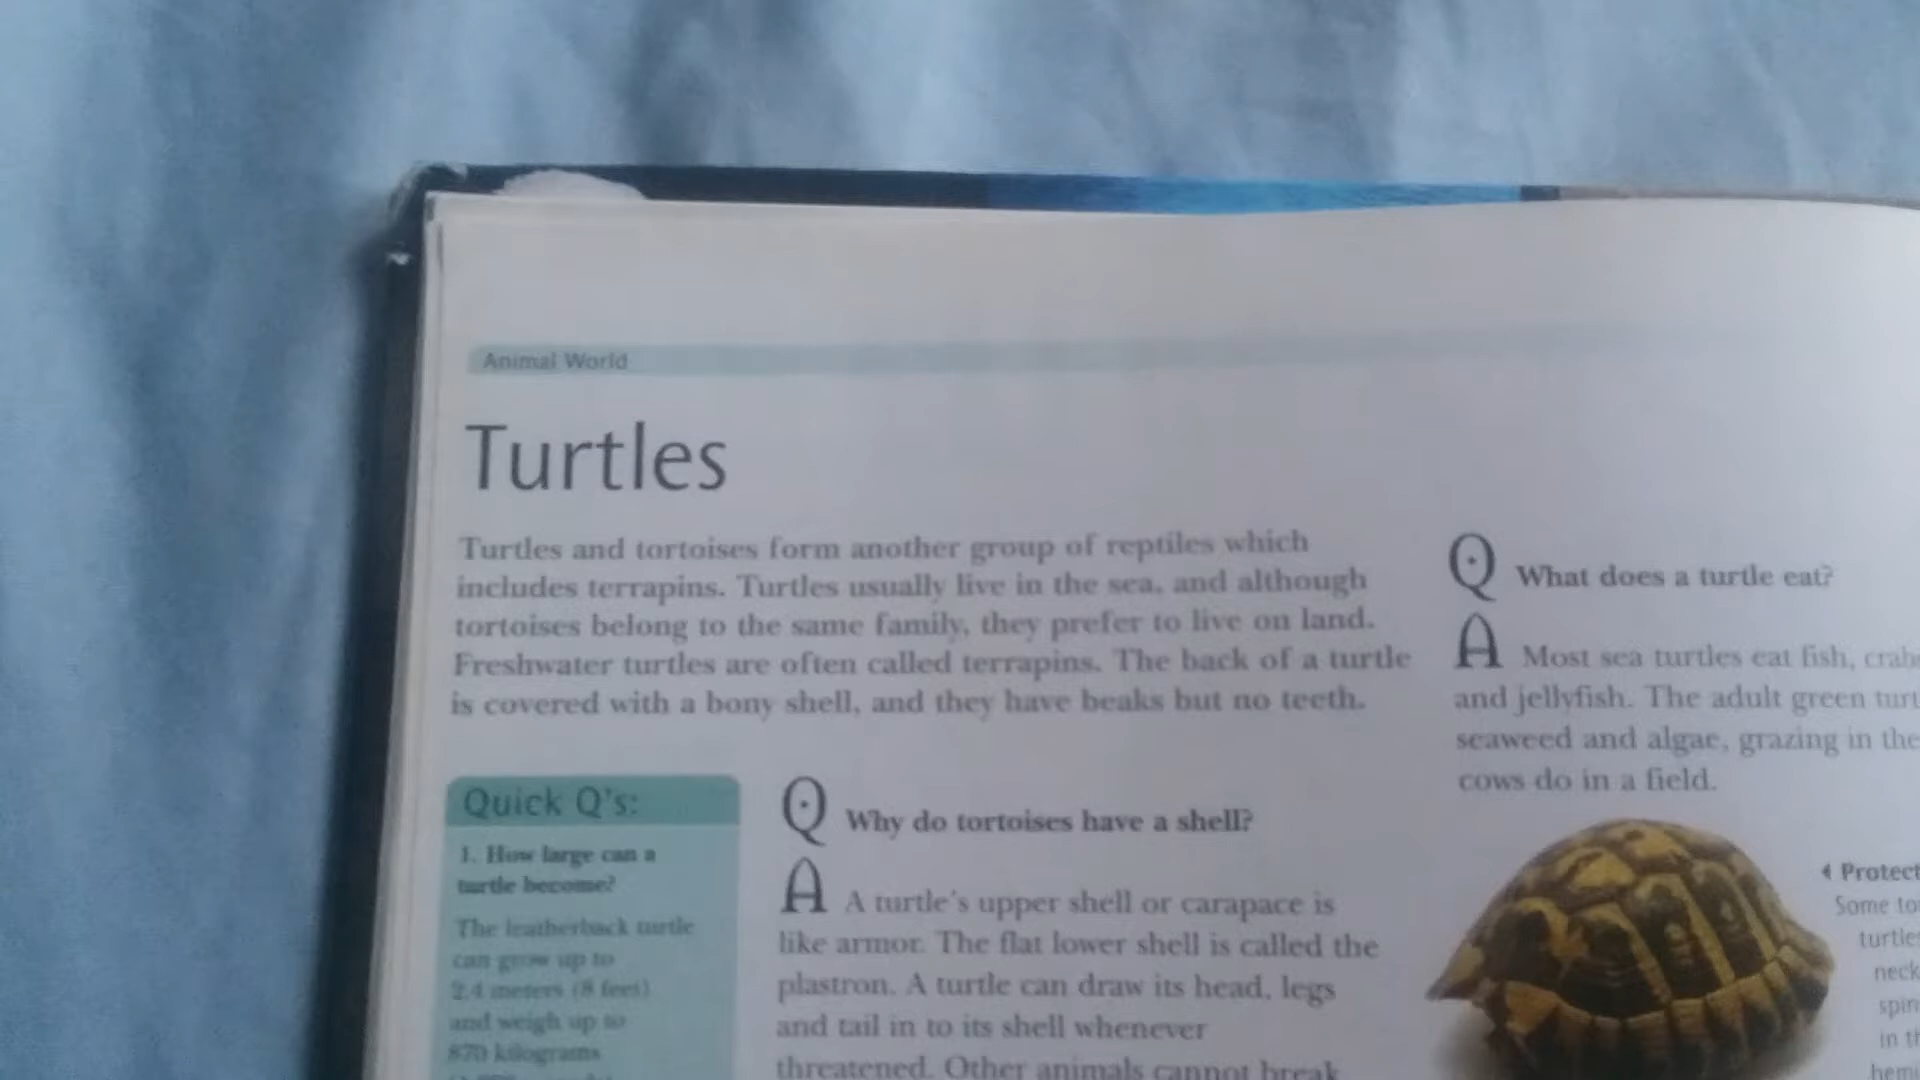 Animal World
Turtles
Turtles and tortoises form another group of reptiles which
includes terrapins. Turtles usually live in the sea, and although
tortoises belong to the same family, they prefer to live on land.
Freshwater turtles are often called terrapins. The back of a turtle
is covered with a bony shell, and they have beaks but no teeth.
Quick Q's:
1. How large can a
turtle become?
The leatherback turtle
can grow up to
2.4 meters (8 feet)
and weigh up to
870 kilograms
Q Why do tortoises have a shell?
A A turtle's upper shell or carapace is
like armor. The flat lower shell is called the
plastron. A turtle can draw its head, legs
and tail in to its shell whenever
threatened. Other animals cannot break
Q What does a turtle eat?
A Most sea turtles eat fish,
and jellyfish. The adult green
seaweed and algae, grazing in the
cows do in a field.
Some
in